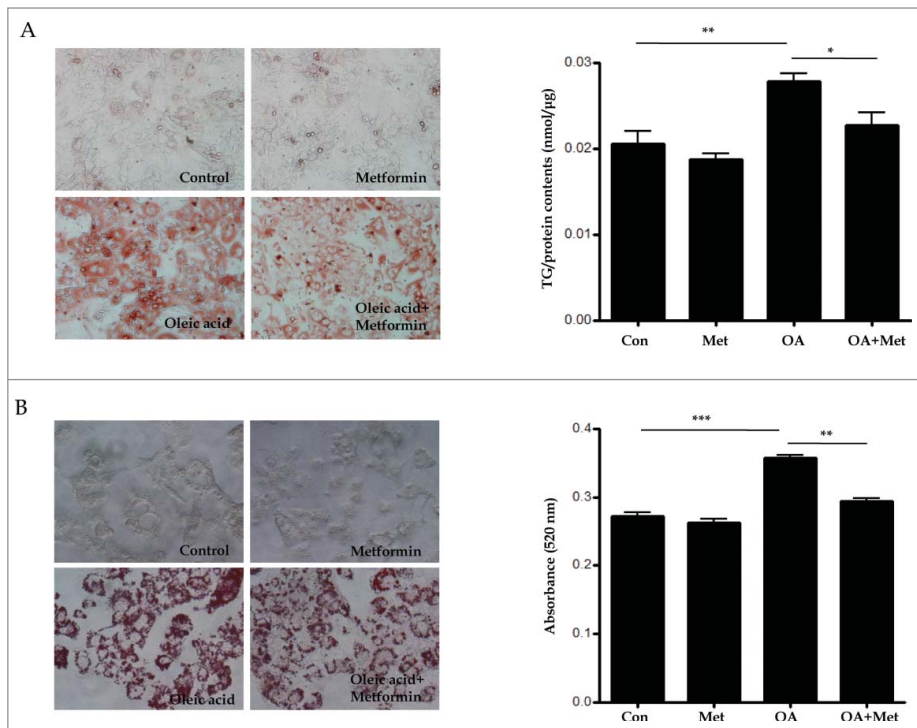 A
Control
Metformin
Oleic acid
Oleic acid+
Metformin
**
*
TG/protein contents (nmol/µg)
0.03
0.02
0.01
0.00
Con Met OA OA+Met
B
Control
Metformin
Oleic acid
Oleic acid+
Metformin
***
**
Absorbance (520 nm)
0.4
0.3
0.2
0.1
0.0
Con Met OA OA+Met